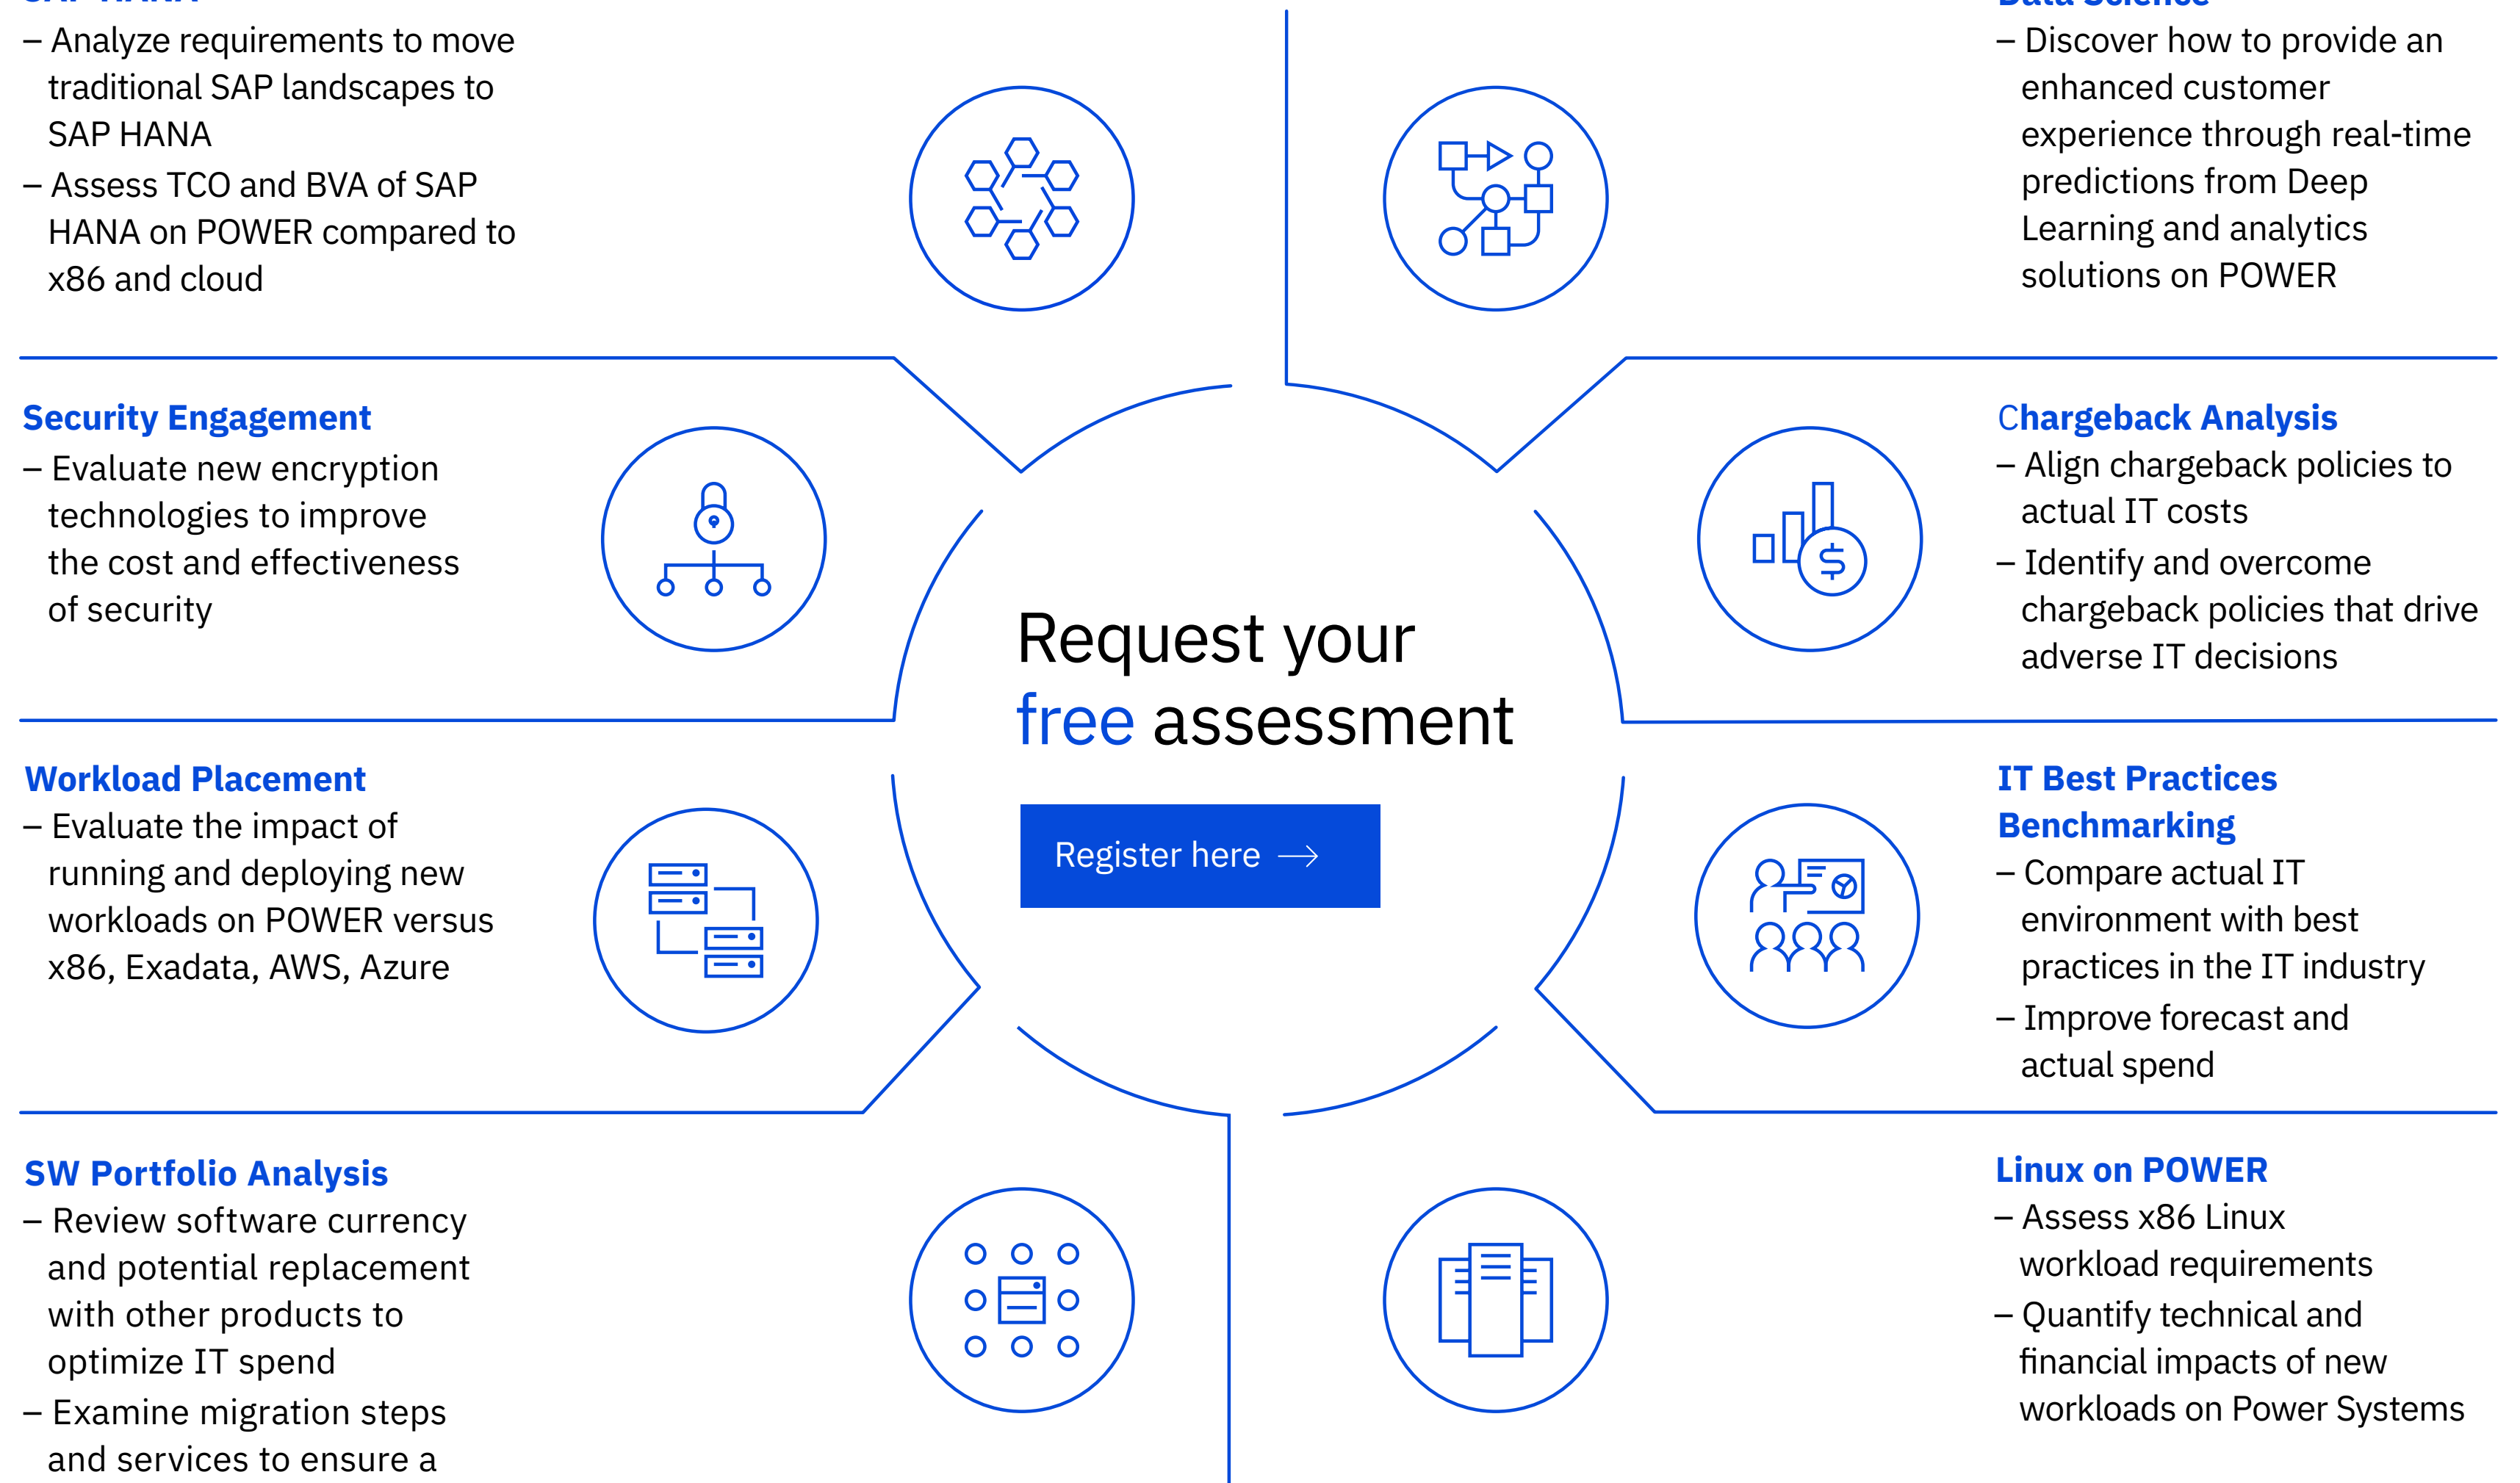 SAP HANA
– Analyze requirements to move
traditional SAP landscapes to
SAP HANA
– Assess TCO and BVA of SAP
HANA on POWER compared to
x86 and cloud
Security Engagement
– Evaluate new encryption
technologies to improve
the cost and effectiveness
of security
Workload Placement
– Evaluate the impact of
running and deploying new
workloads on POWER versus
x86, Exadata, AWS, Azure
SW Portfolio Analysis
– Review software currency
and potential replacement
with other products to
optimize IT spend
– Examine migration steps
and services to ensure a
Request your
free assessment
Register here →
Data Science
– Discover how to provide an
enhanced customer
experience through real-time
predictions from Deep
Learning and analytics
solutions on POWER
Chargeback Analysis
– Align chargeback policies to
actual IT costs
– Identify and overcome
chargeback policies that drive
adverse IT decisions
IT Best Practices
Benchmarking
– Compare actual IT
environment with best
practices in the IT industry
– Improve forecast and
actual spend
Linux on POWER
– Assess x86 Linux
workload requirements
– Quantify technical and
financial impacts of new
workloads on Power Systems